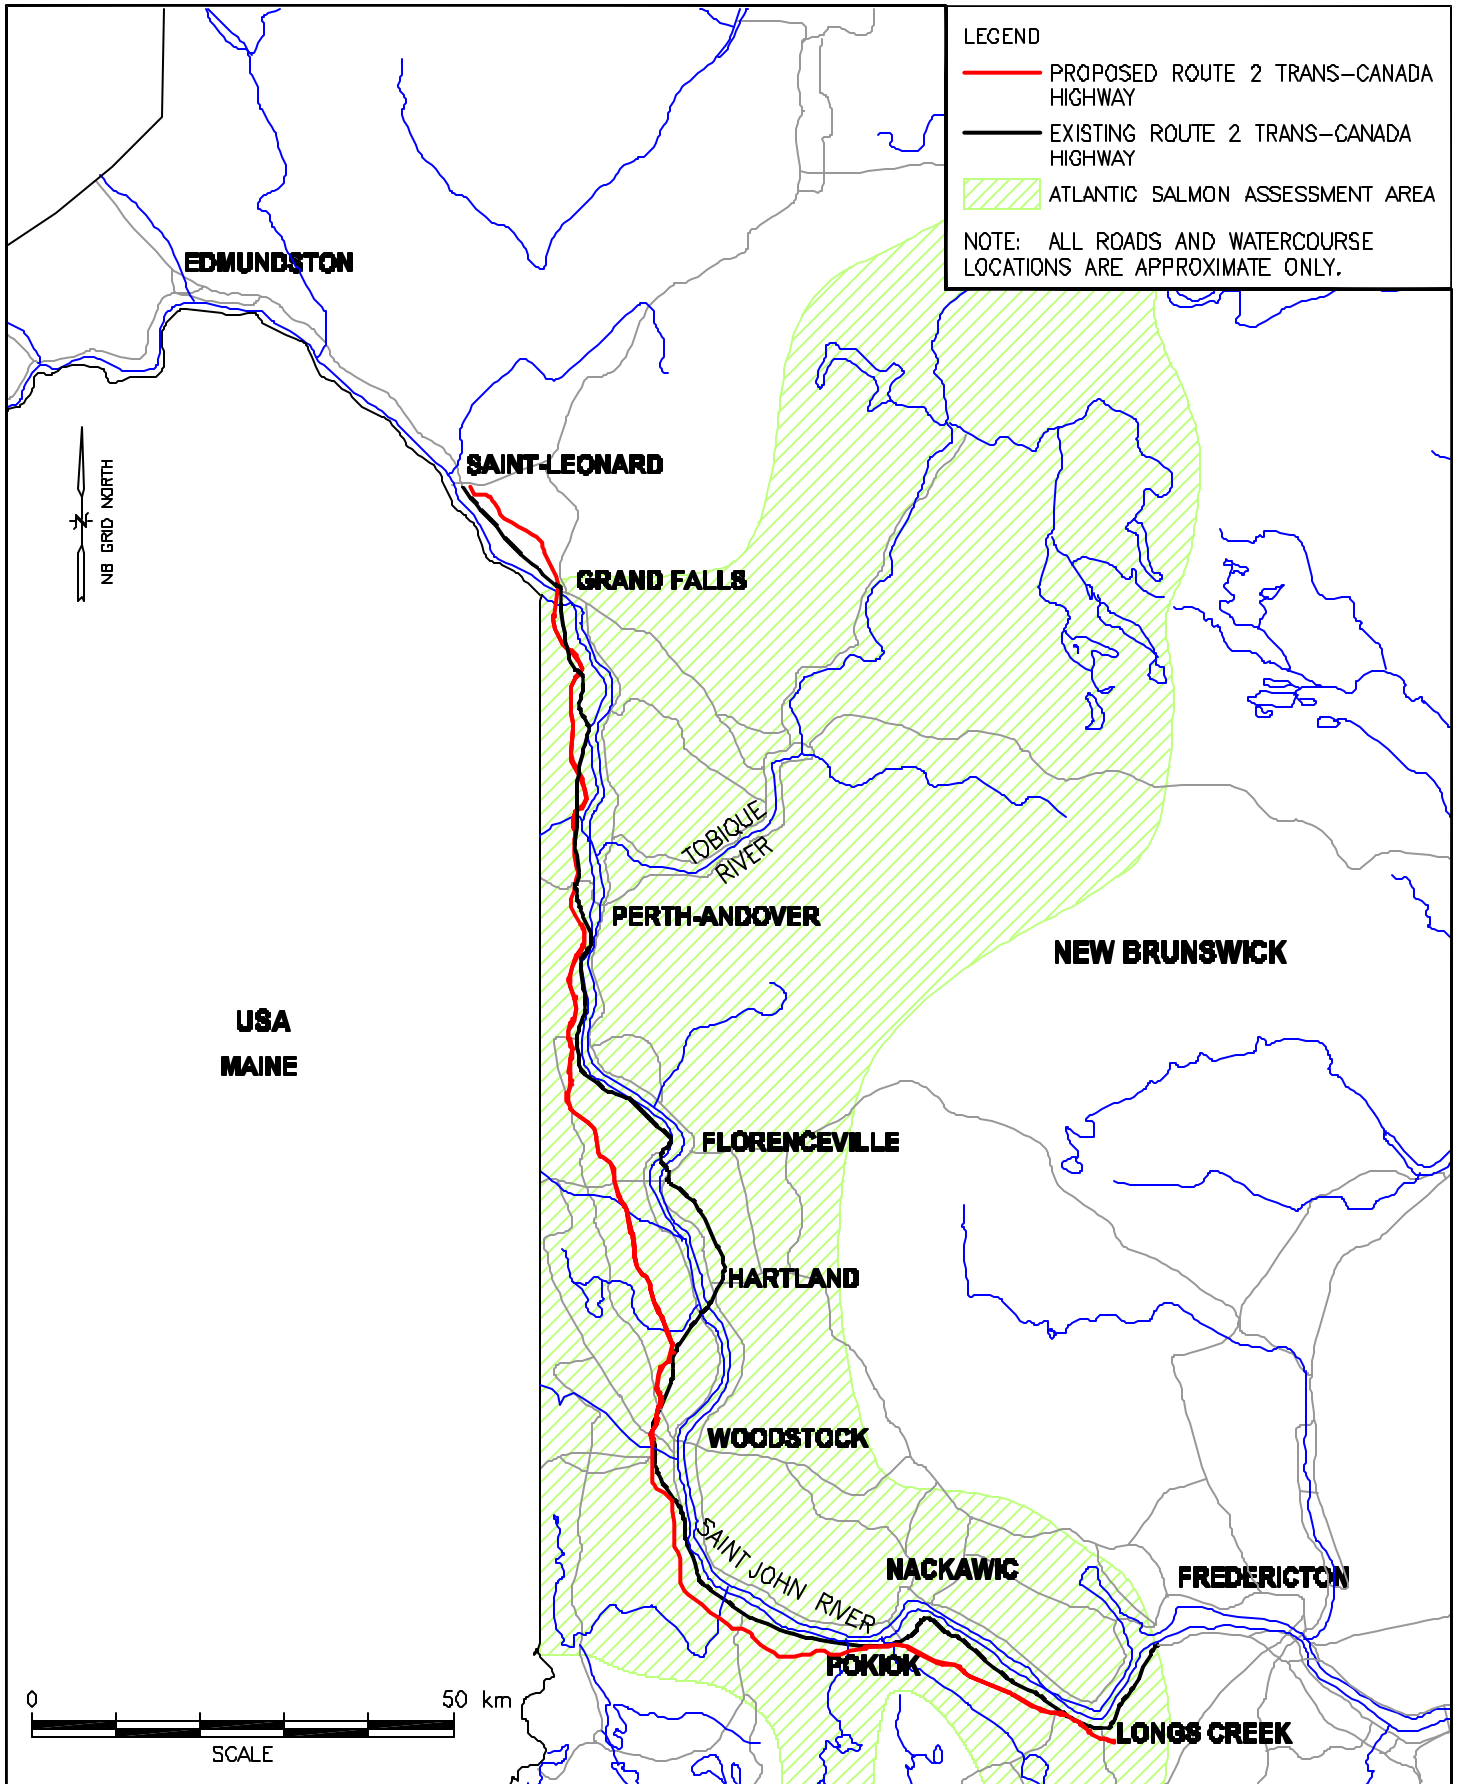 LEGEND
PROPOSED ROUTE 2 TRANS-CANADA
HIGHWAY
EXISTING ROUTE 2 TRANS-CANADA
HIGHWAY
ATLANTIC SALMON ASSESSMENT AREA
NOTE: ALL ROADS AND WATERCOURSE
LOCATIONS ARE APPROXIMATE ONLY.
EDMUNDSTON
SAINT-LEONARD
N
NB GRID NORTH
GRAND FALLS
TOBIQUE
RIVER
PERTH-ANDOVER
NEW BRUNSWICK
USA
MAINE
FLORENCEVILLE
HARTLAND
WOODSTOCK
SAINT JOHN RIVER
NACKAWIC
FREDERICTON
POKIOK
LONGS CREEK
0 50 km
SCALE